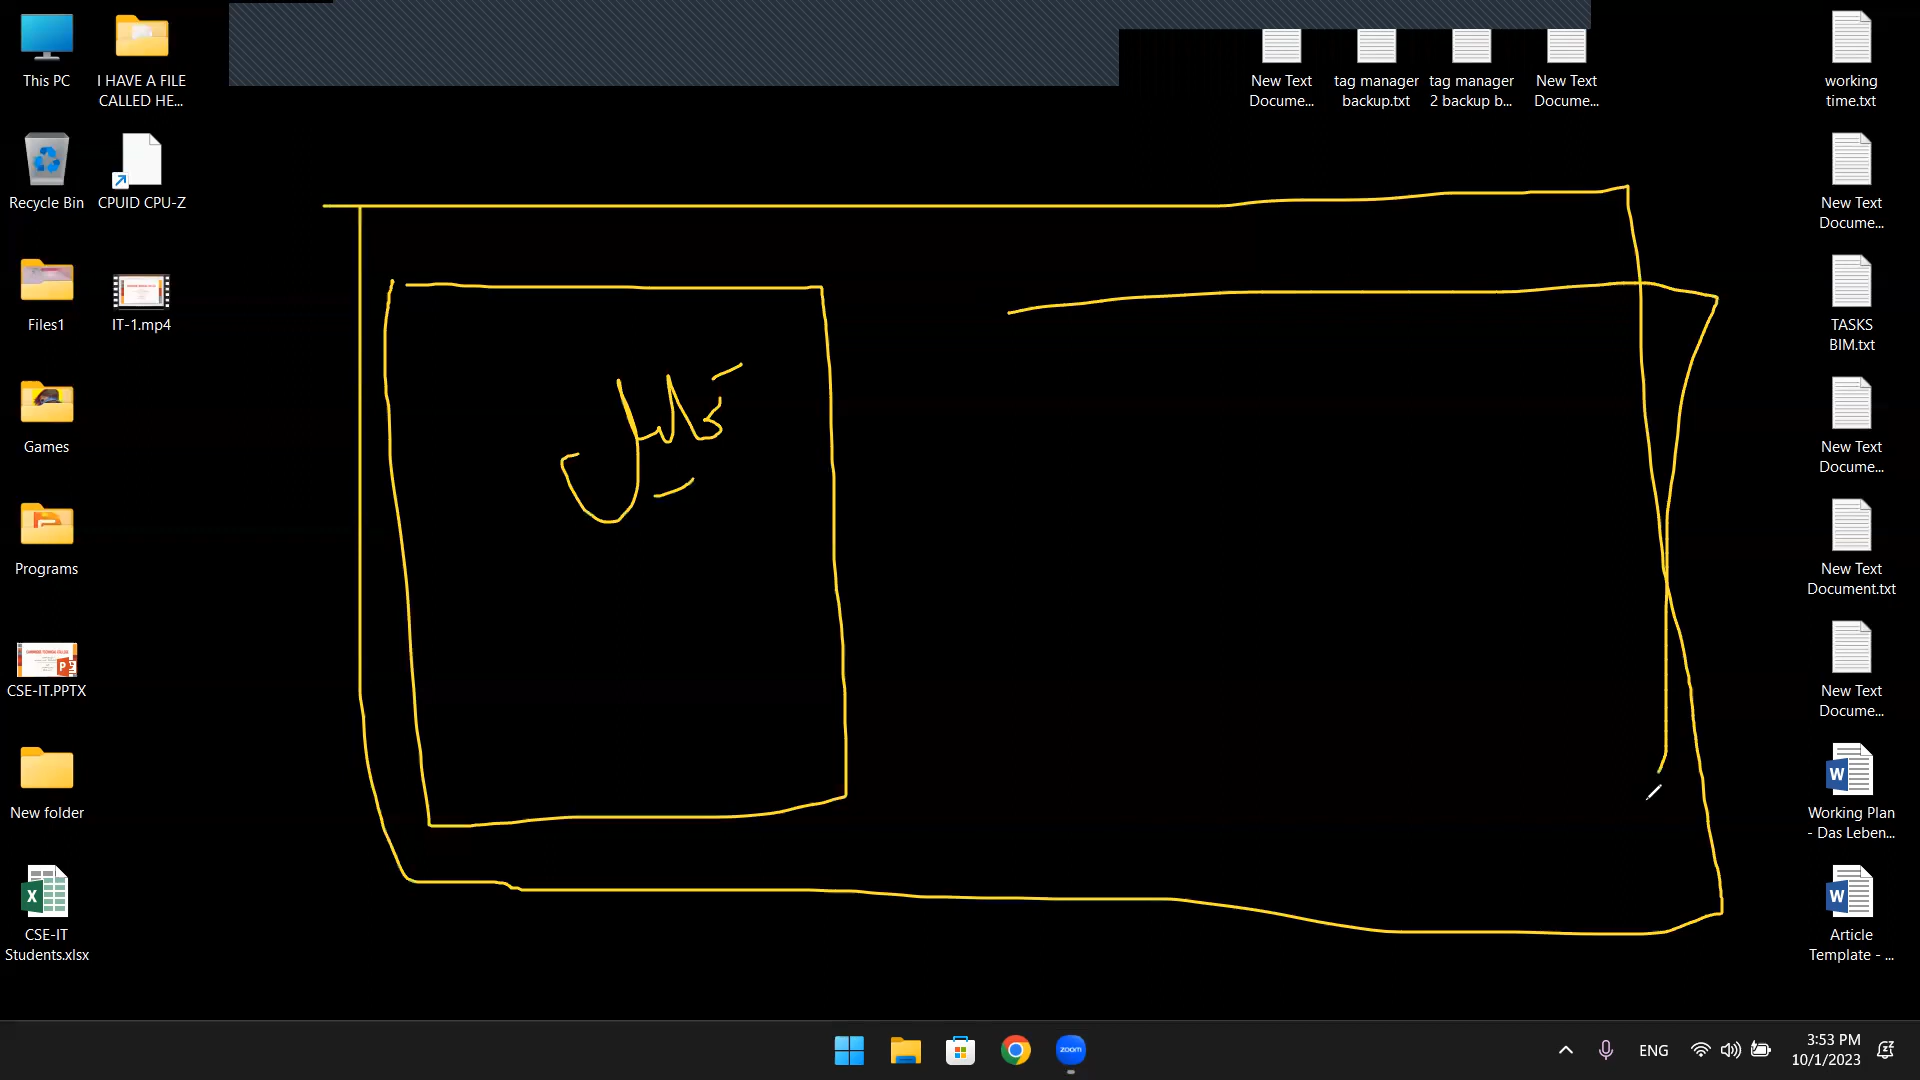 This PC
I HAVE A FILE
CALLED HE...
New Text
Docume...
tag manager
backup.txt
tag manager
2 backup b...
New Text
Docume...
working
time.txt
Recycle Bin
CPUID CPU-Z
New Text
Docume...
Files1
IT-1.mp4
TASKS
BIM.txt
Games
New Text
Docume...
Programs
New Text
Document.txt
CSE-IT.PPTX
New Text
Docume...
New folder
Working Plan
- Das Leben...
CSE-IT
Students.xlsx
Article
Template - ...
zoom
ENG
3:53 PM
10/1/2023